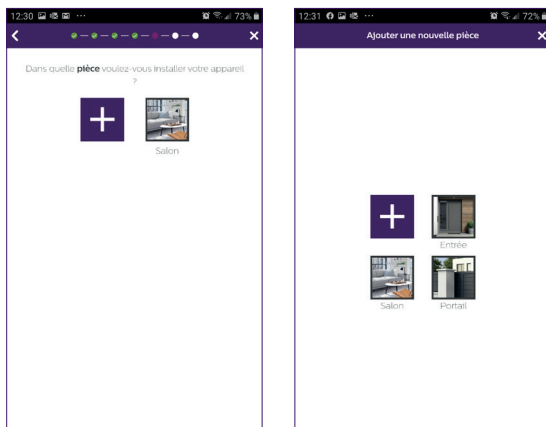 12:30
73%
Dans quelle pièce voulez-vous installer votre appareil
?
Salon
12:31
72%
Ajouter une nouvelle pièce
Entrée
Salon
Portail